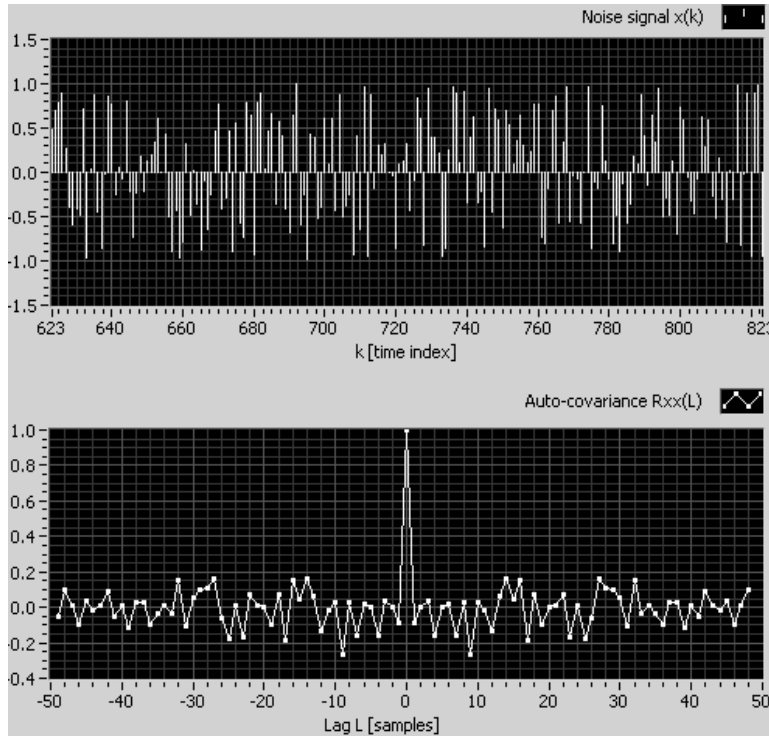 Noise signal x(k)
1.5
1.0
0.5
0.0
-0.5
-1.0
-1.5
623 640 660 680 700 720 740 760 780 800 823
k [time index]
Auto-covariance Rxx(L)
1.0
0.8
0.6
0.4
0.2
0.0
-0.2
-0.4
-50 -40 -30 -20 -10 0 10 20 30 40 50
Lag L [samples]